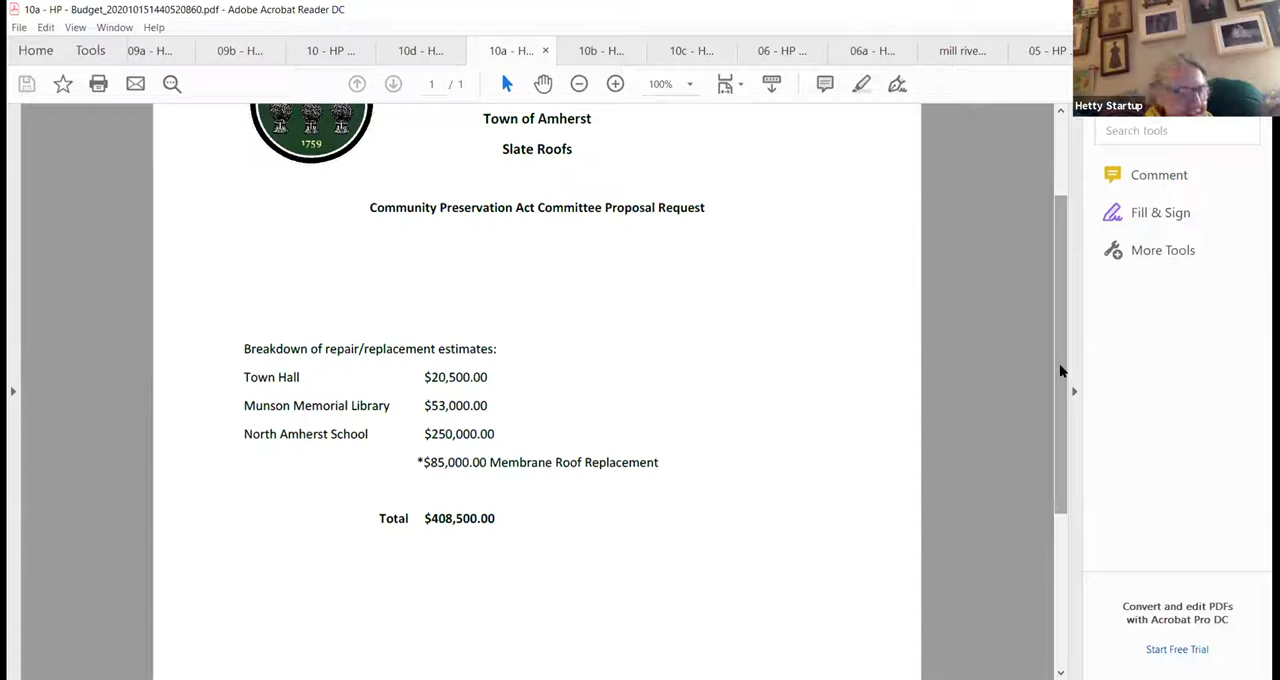 10a - HP - Budget_202010151440520860.pdf - Adobe Acrobat Reader DC
File Edit View Window Help
Home Tools 09a - H... 09b - H... 10 - HP ... 10d - H... 10a - H... × 10b - H... 10c - H... 06 - HP ... 06a - H... mill rive... 05 - HP
1 / 1 100%
Hetty Startup
Search tools
Comment
Fill & Sign
More Tools
1759
Town of Amherst
Slate Roofs
Community Preservation Act Committee Proposal Request
Breakdown of repair/replacement estimates:
Town Hall $20,500.00
Munson Memorial Library $53,000.00
North Amherst School $250,000.00
*$85,000.00 Membrane Roof Replacement
Total $408,500.00
Convert and edit PDFs
with Acrobat Pro DC
Start Free Trial